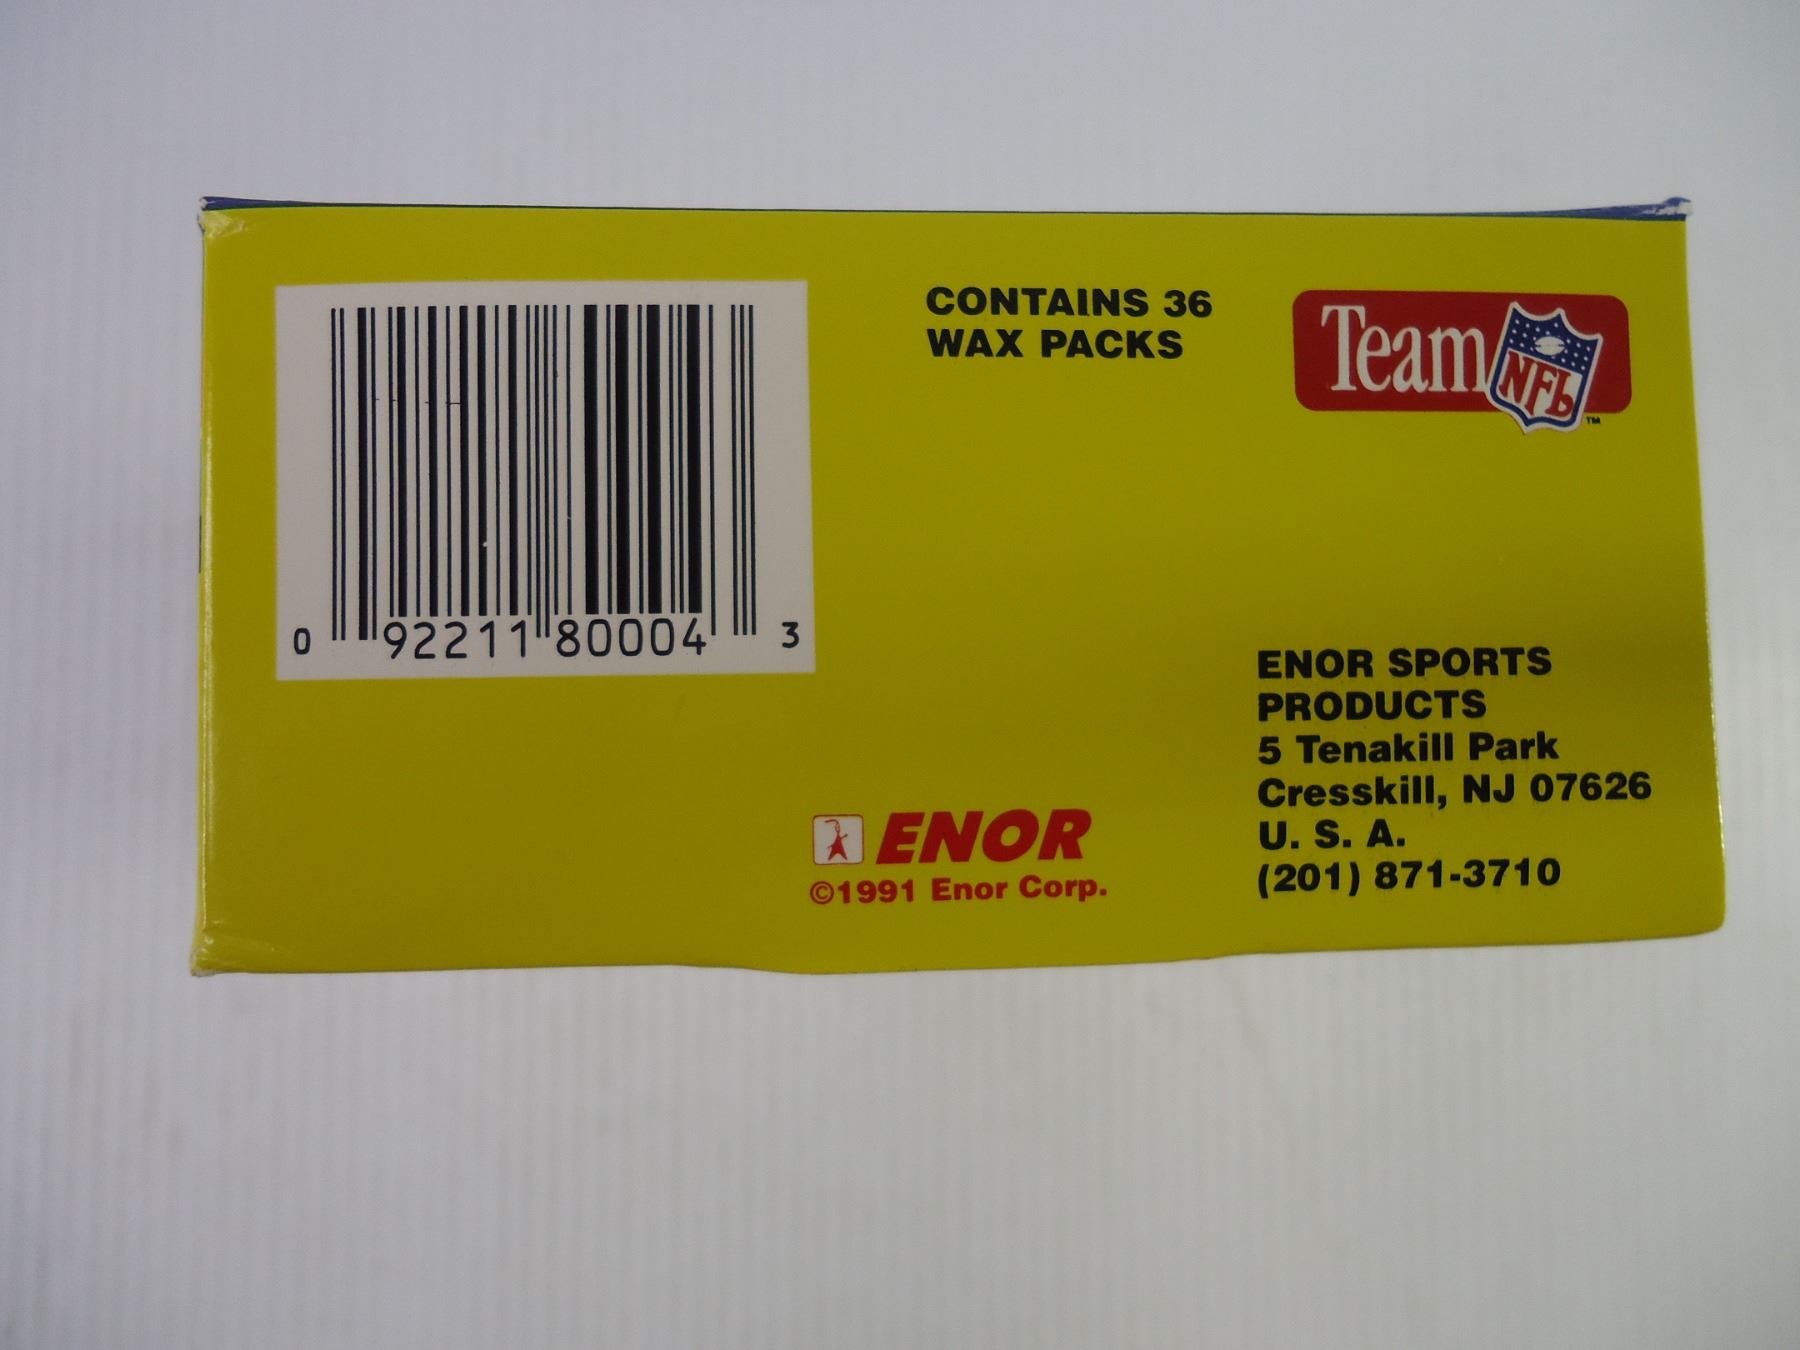 CONTAINS 36
WAX PACKS
Team NFL™
0 92211 80004 3
ENOR SPORTS
PRODUCTS
5 Tenakill Park
Cresskill, NJ 07626
U. S. A.
(201) 871-3710
ENOR
©1991 Enor Corp.